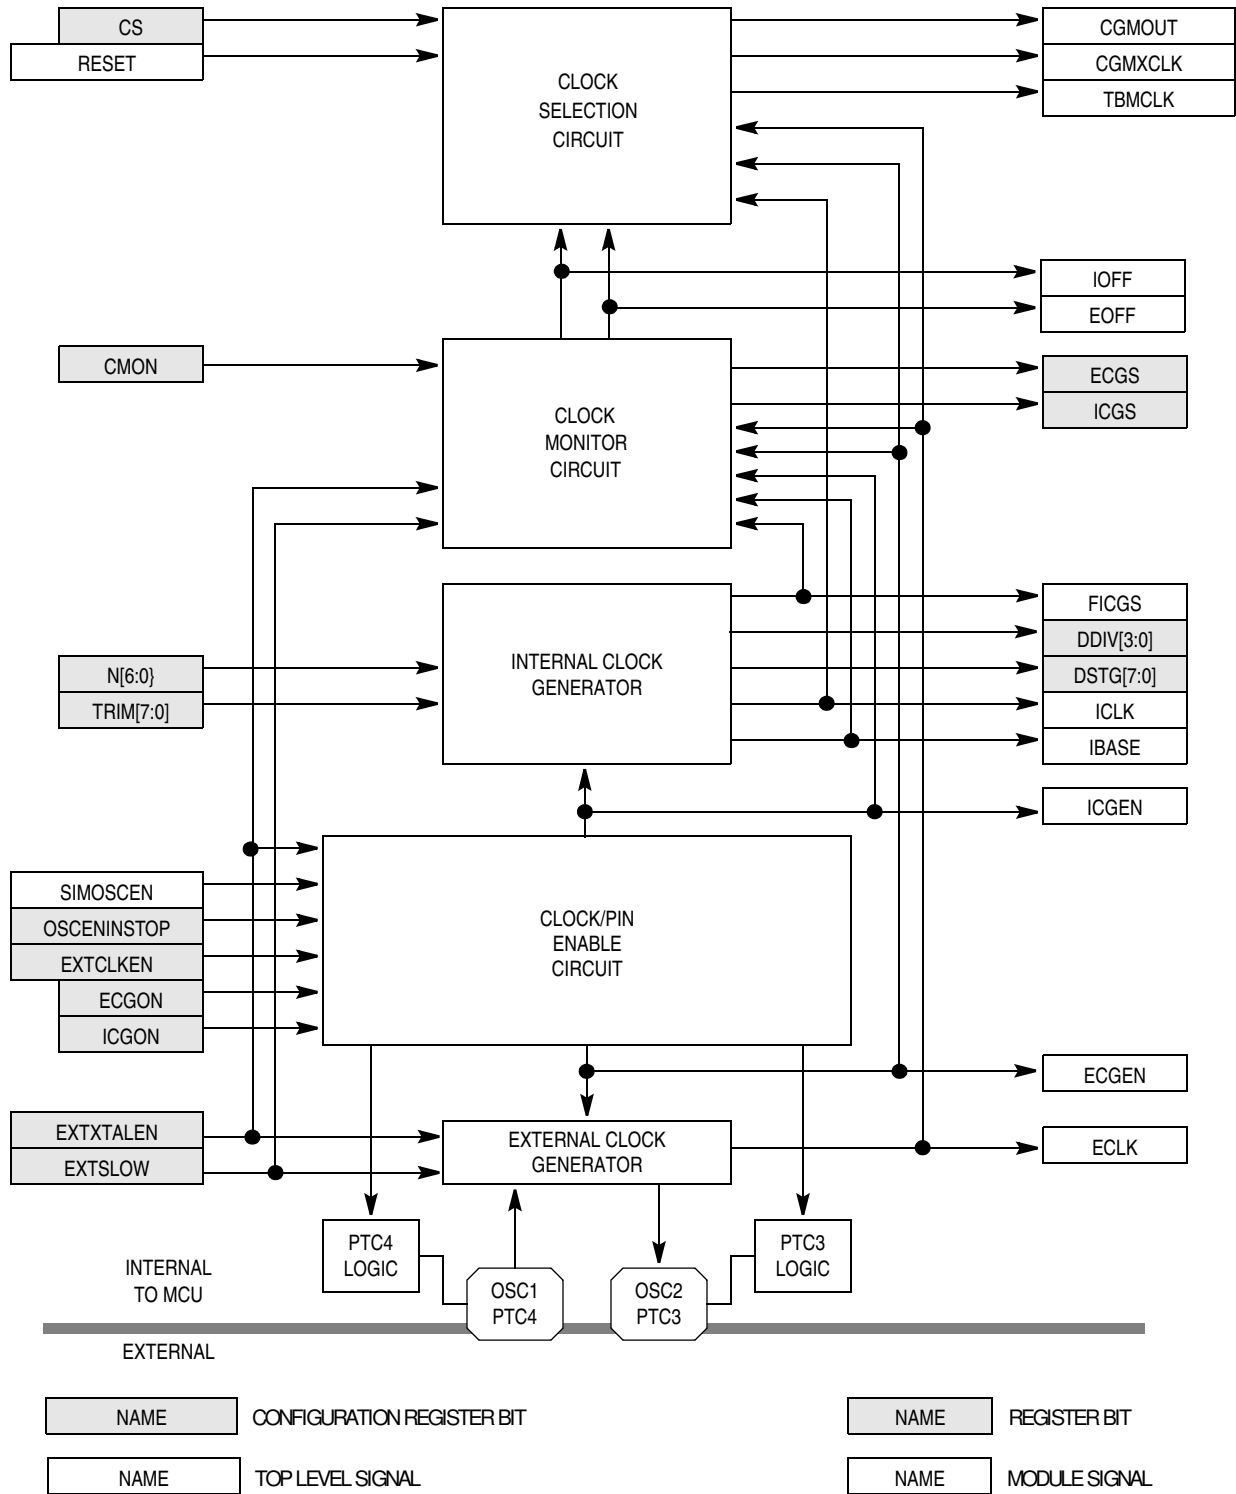 CS
RESET
CLOCK
SELECTION
CIRCUIT
CGMOUT
CGMXCLK
TBMCLK
IOFF
EOFF
CMON
CLOCK
MONITOR
CIRCUIT
ECGS
ICGS
N[6:0}
TRIM[7:0]
INTERNAL CLOCK
GENERATOR
FICGS
DDIV[3:0]
DSTG[7:0]
ICLK
IBASE
ICGEN
SIMOSCEN
OSCENINSTOP
EXTCLKEN
ECGON
ICGON
CLOCK/PIN
ENABLE
CIRCUIT
ECGEN
EXTXTALEN
EXTSLOW
EXTERNAL CLOCK
GENERATOR
ECLK
PTC4
LOGIC
PTC3
LOGIC
INTERNAL
TO MCU
OSC1
PTC4
OSC2
PTC3
EXTERNAL
NAME CONFIGURATION REGISTER BIT
NAME REGISTER BIT
NAME TOP LEVEL SIGNAL
NAME MODULE SIGNAL